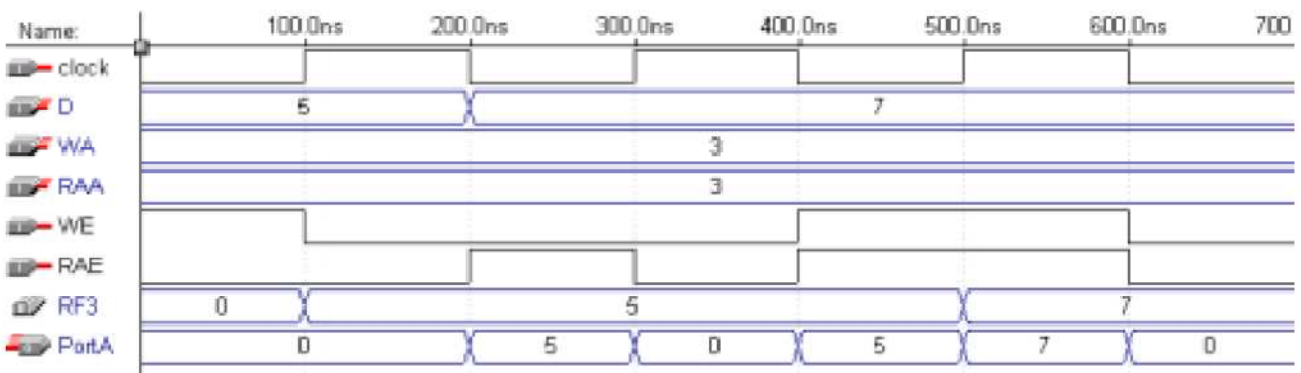 Name: 100.0ns 200.0ns 300.0ns 400.0ns 500.0ns 600.0ns 700
clock
D 5 7
WA 3
RAA 3
WE
RAE
RF3 0 5 7
PortA 0 5 0 5 7 0